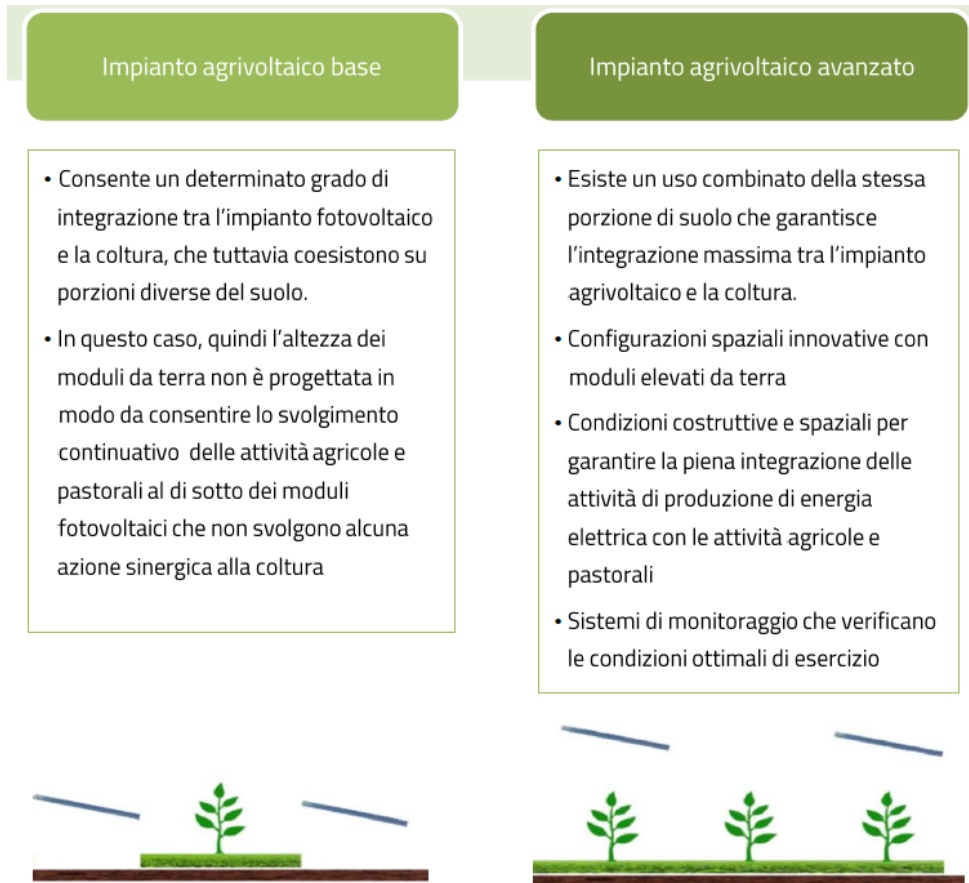 Impianto agrivoltaico base
• Consente un determinato grado di
integrazione tra l'impianto fotovoltaico
e la coltura, che tuttavia coesistono su
porzioni diverse del suolo.
• In questo caso, quindi l'altezza dei
moduli da terra non è progettata in
modo da consentire lo svolgimento
continuativo delle attività agricole e
pastorali al di sotto dei moduli
fotovoltaici che non svolgono alcuna
azione sinergica alla coltura
Impianto agrivoltaico avanzato
• Esiste un uso combinato della stessa
porzione di suolo che garantisce
l'integrazione massima tra l'impianto
agrivoltaico e la coltura.
• Configurazioni spaziali innovative con
moduli elevati da terra
• Condizioni costruttive e spaziali per
garantire la piena integrazione delle
attività di produzione di energia
elettrica con le attività agricole e
pastorali
• Sistemi di monitoraggio che verificano
le condizioni ottimali di esercizio